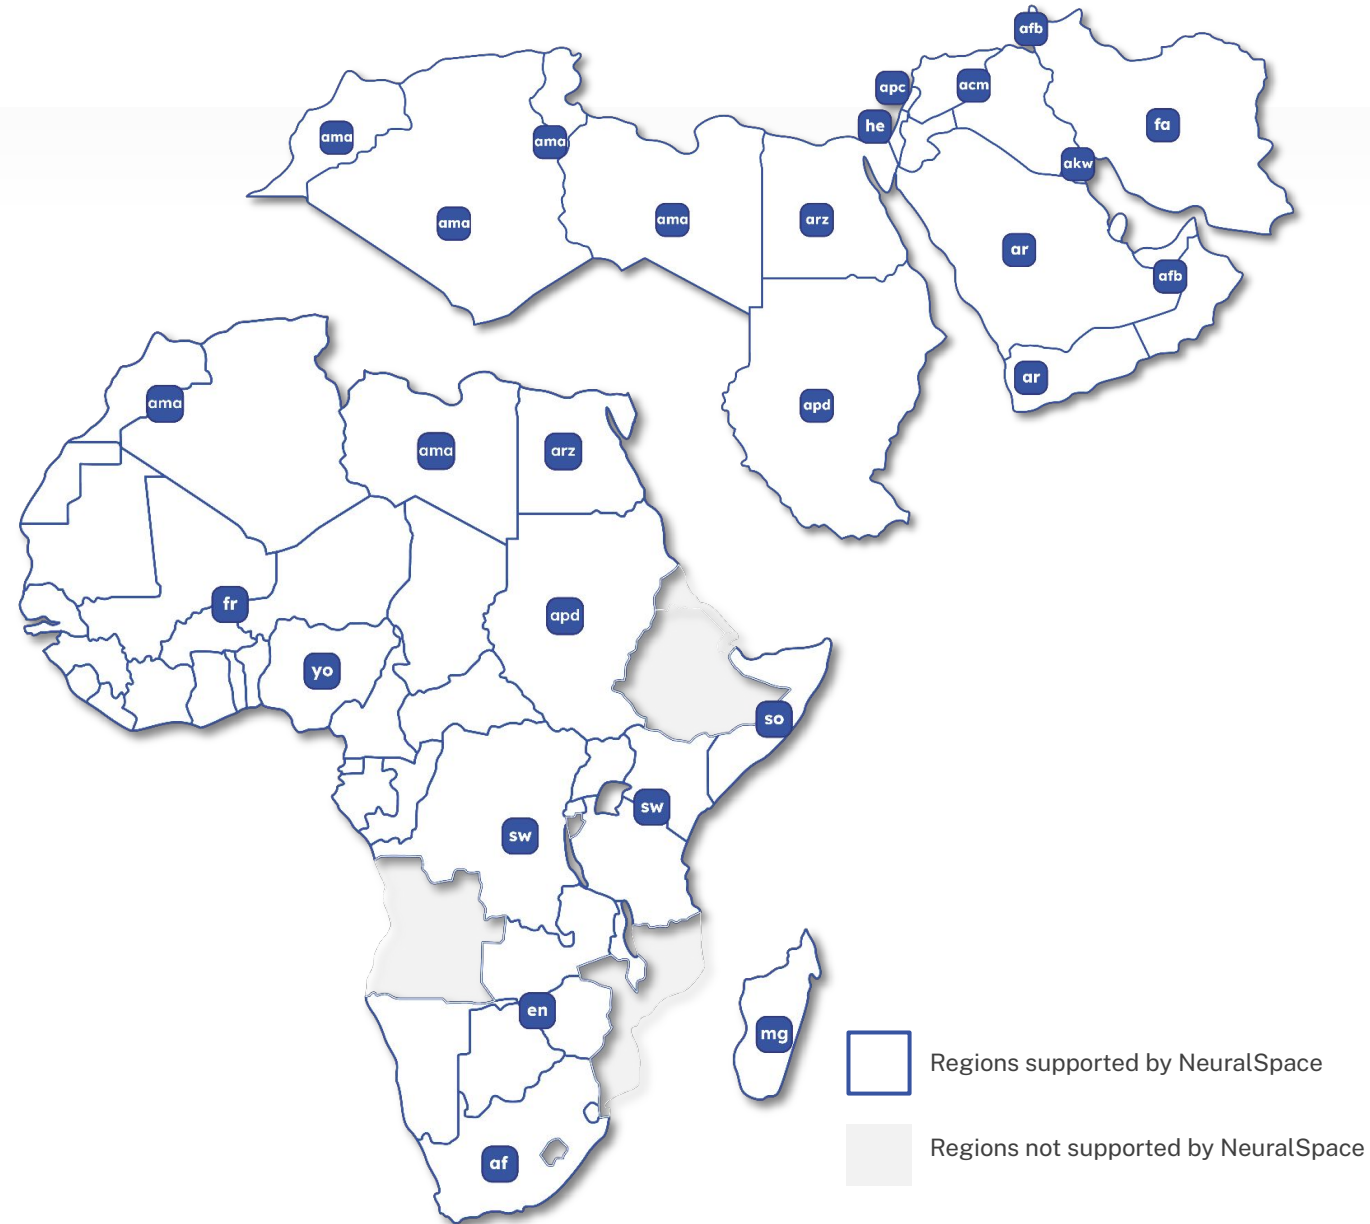 afb
apc
acm
he
fa
ama
ama
akw
ama
ama
arz
ar
afb
ar
apd
ama
ama
arz
fr
apd
yo
so
sw
sw
en
mg
af
Regions supported by NeuralSpace
Regions not supported by NeuralSpace